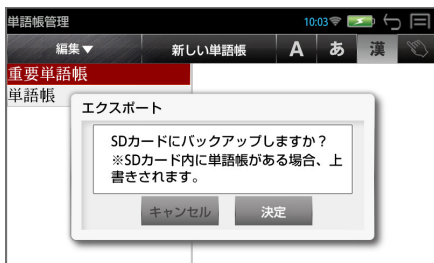 単語帳管理 10:03
編集▼ 新しい単語帳 A あ 漢
重要単語帳
単語帳
エクスポート
SDカードにバックアップしますか？
※SDカード内に単語帳がある場合、上
書きされます。
キャンセル 決定